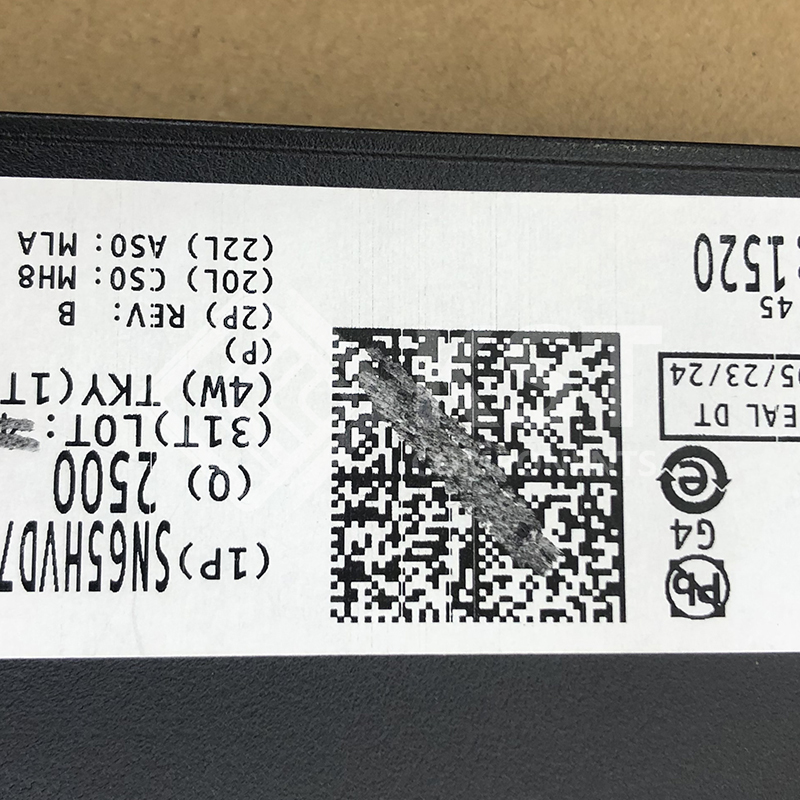 Pb
G4
e
EAL DT
05/23/24
45
1520
(1P)SN65HVD7
(Q) 2500
(31T)LOT:
(4W) TKY(1T
(P)
(2P) REV: B
(20L) CSO: MH8
(22L) ASO: MLA